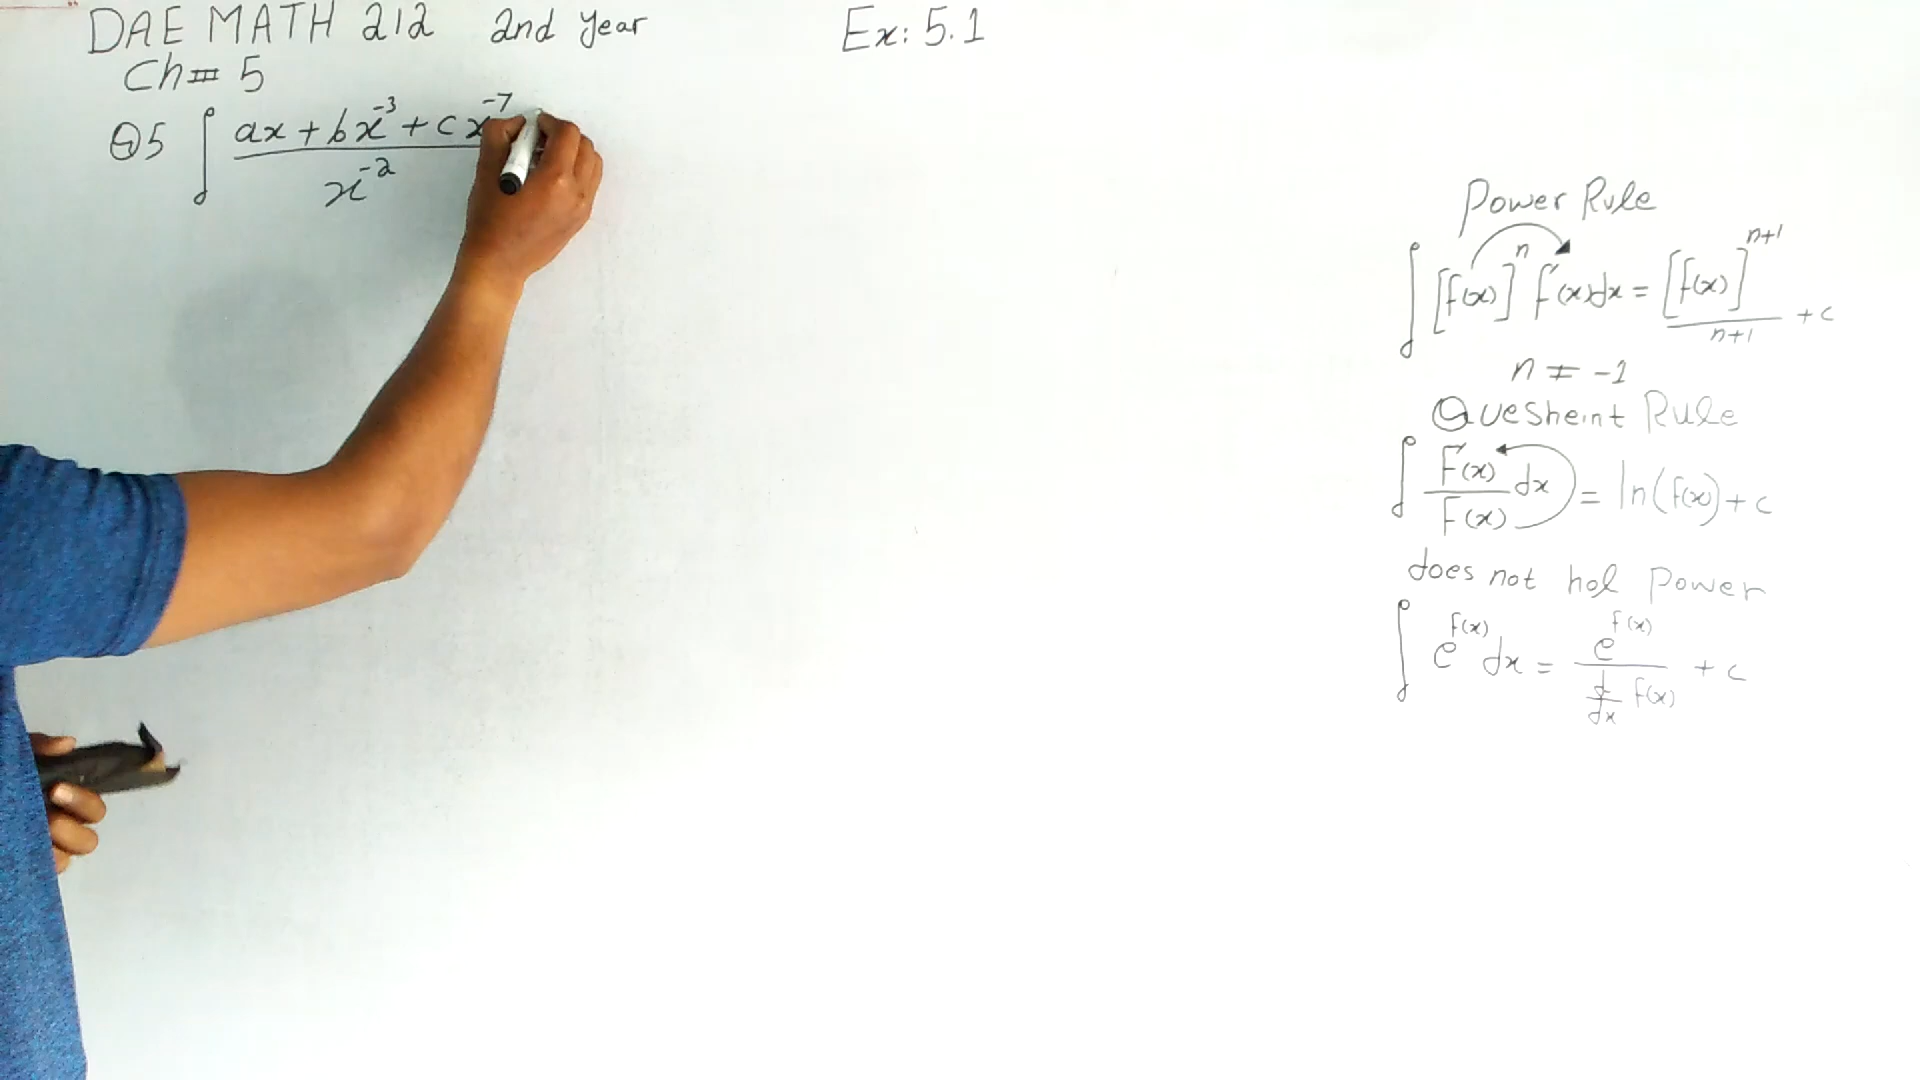 DAE MATH 212 2nd year Ex: 5.1
Ch# 5
Q5 ∫ (ax + bx⁻³ + cx⁻⁷) / x⁻²
Power Rule
∫ [f(x)]ⁿ f'(x)dx = [f(x)]ⁿ⁺¹ / n+1 + c
n ≠ -1
Quesheint Rule
∫ F'(x) / F(x) dx = ln(f(x)) + c
does not hol Power
∫ e^f(x) dx = e^f(x) / (d/dx f(x)) + c